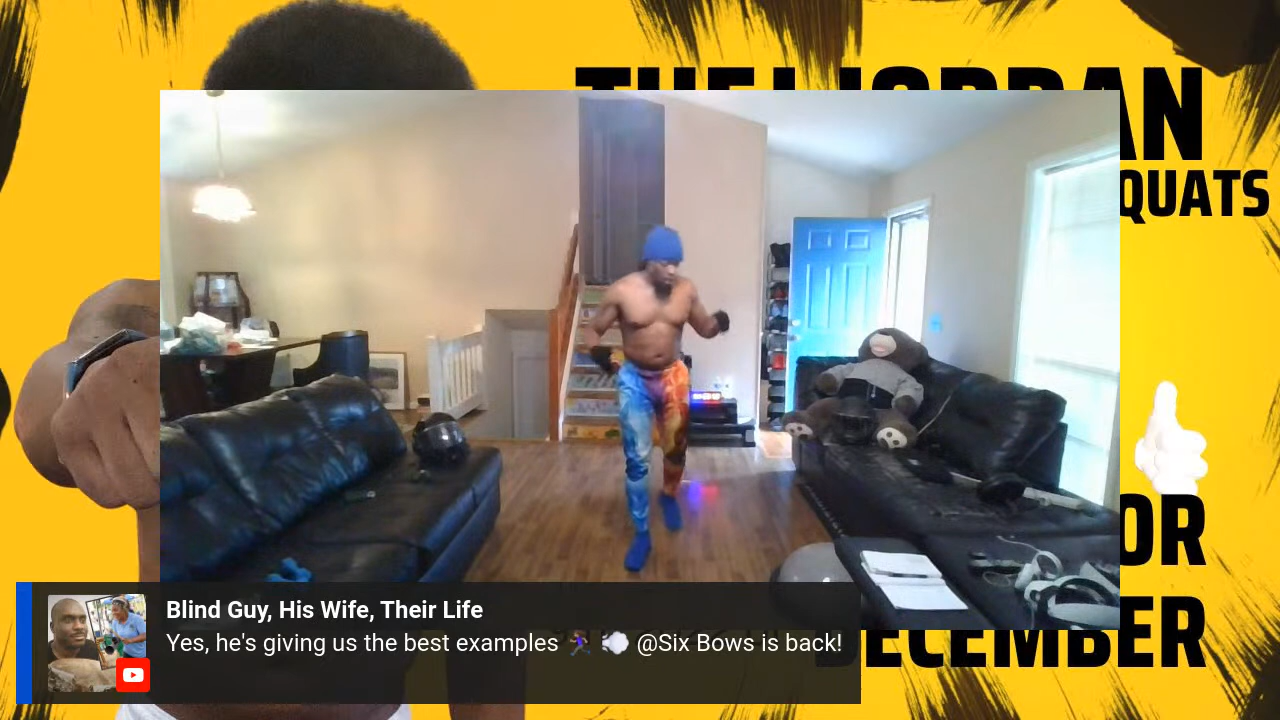 QUATS
OR
DECEMBER
Blind Guy, His Wife, Their Life
Yes, he's giving us the best examples 🏃🏿‍♀️ 💭 @Six Bows is back!